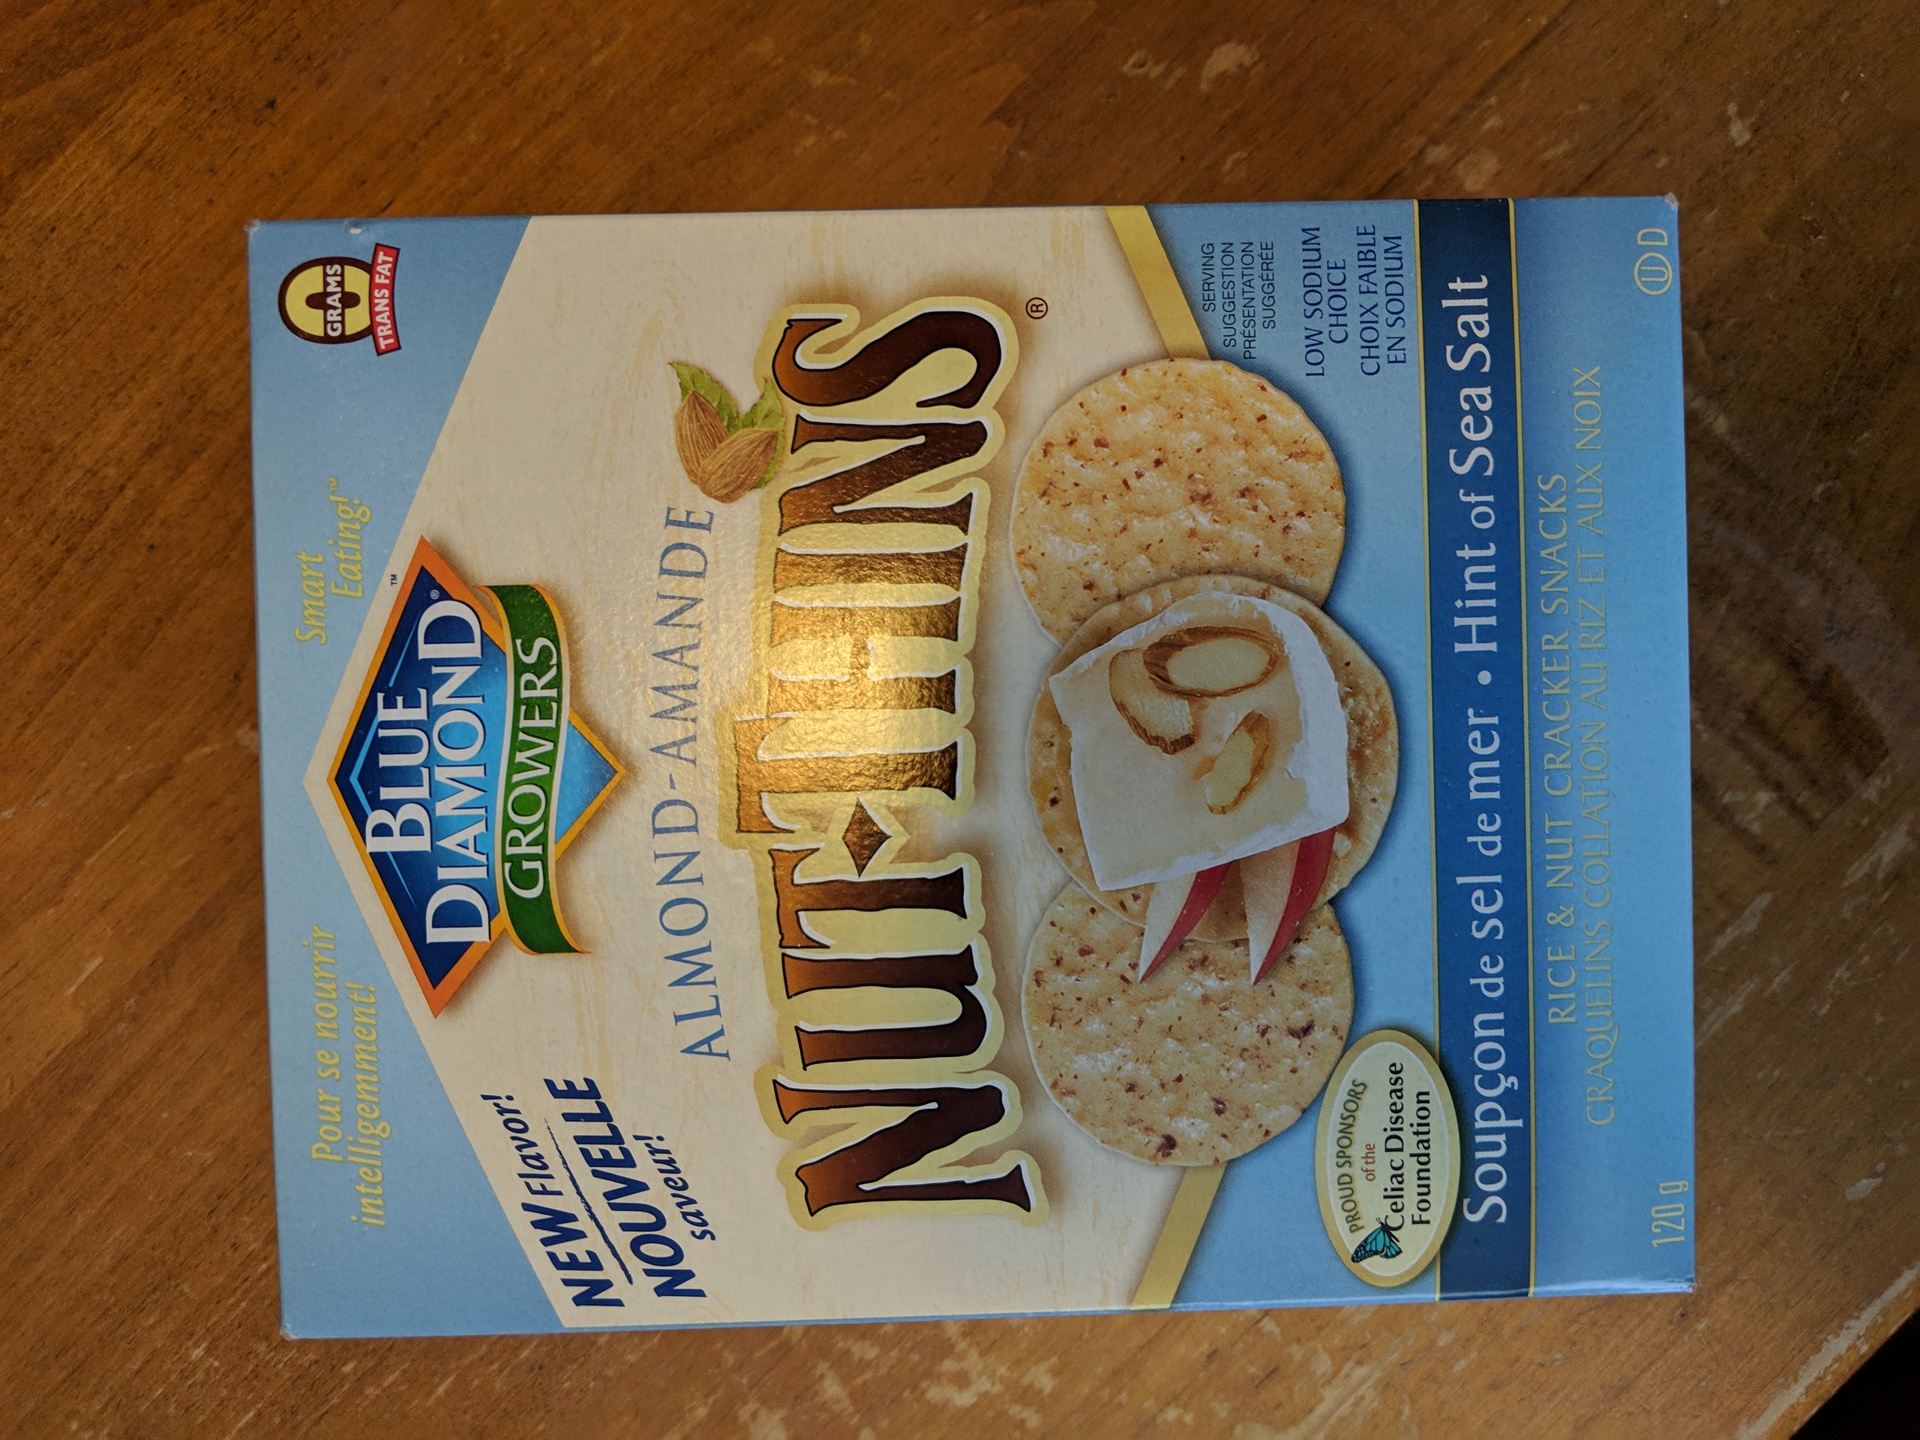 Pour se nourrir
intelligemment!
Smart
Eating!™
0
GRAMS
TRANS FAT
BLUE
DIAMOND®
GROWERS
™
NEW Flavor!
NOUVELLE
saveur!
ALMOND-AMANDE
NUT-THINS®
SERVING
SUGGESTION
PRÉSENTATION
SUGGÉRÉE
LOW SODIUM
CHOICE
CHOIX FAIBLE
EN SODIUM
PROUD SPONSORS
of the
Celiac Disease
Foundation
Soupçon de sel de mer • Hint of Sea Salt
RICE & NUT CRACKER SNACKS
CRAQUELINS COLLATION AU RIZ ET AUX NOIX
120 g
U D